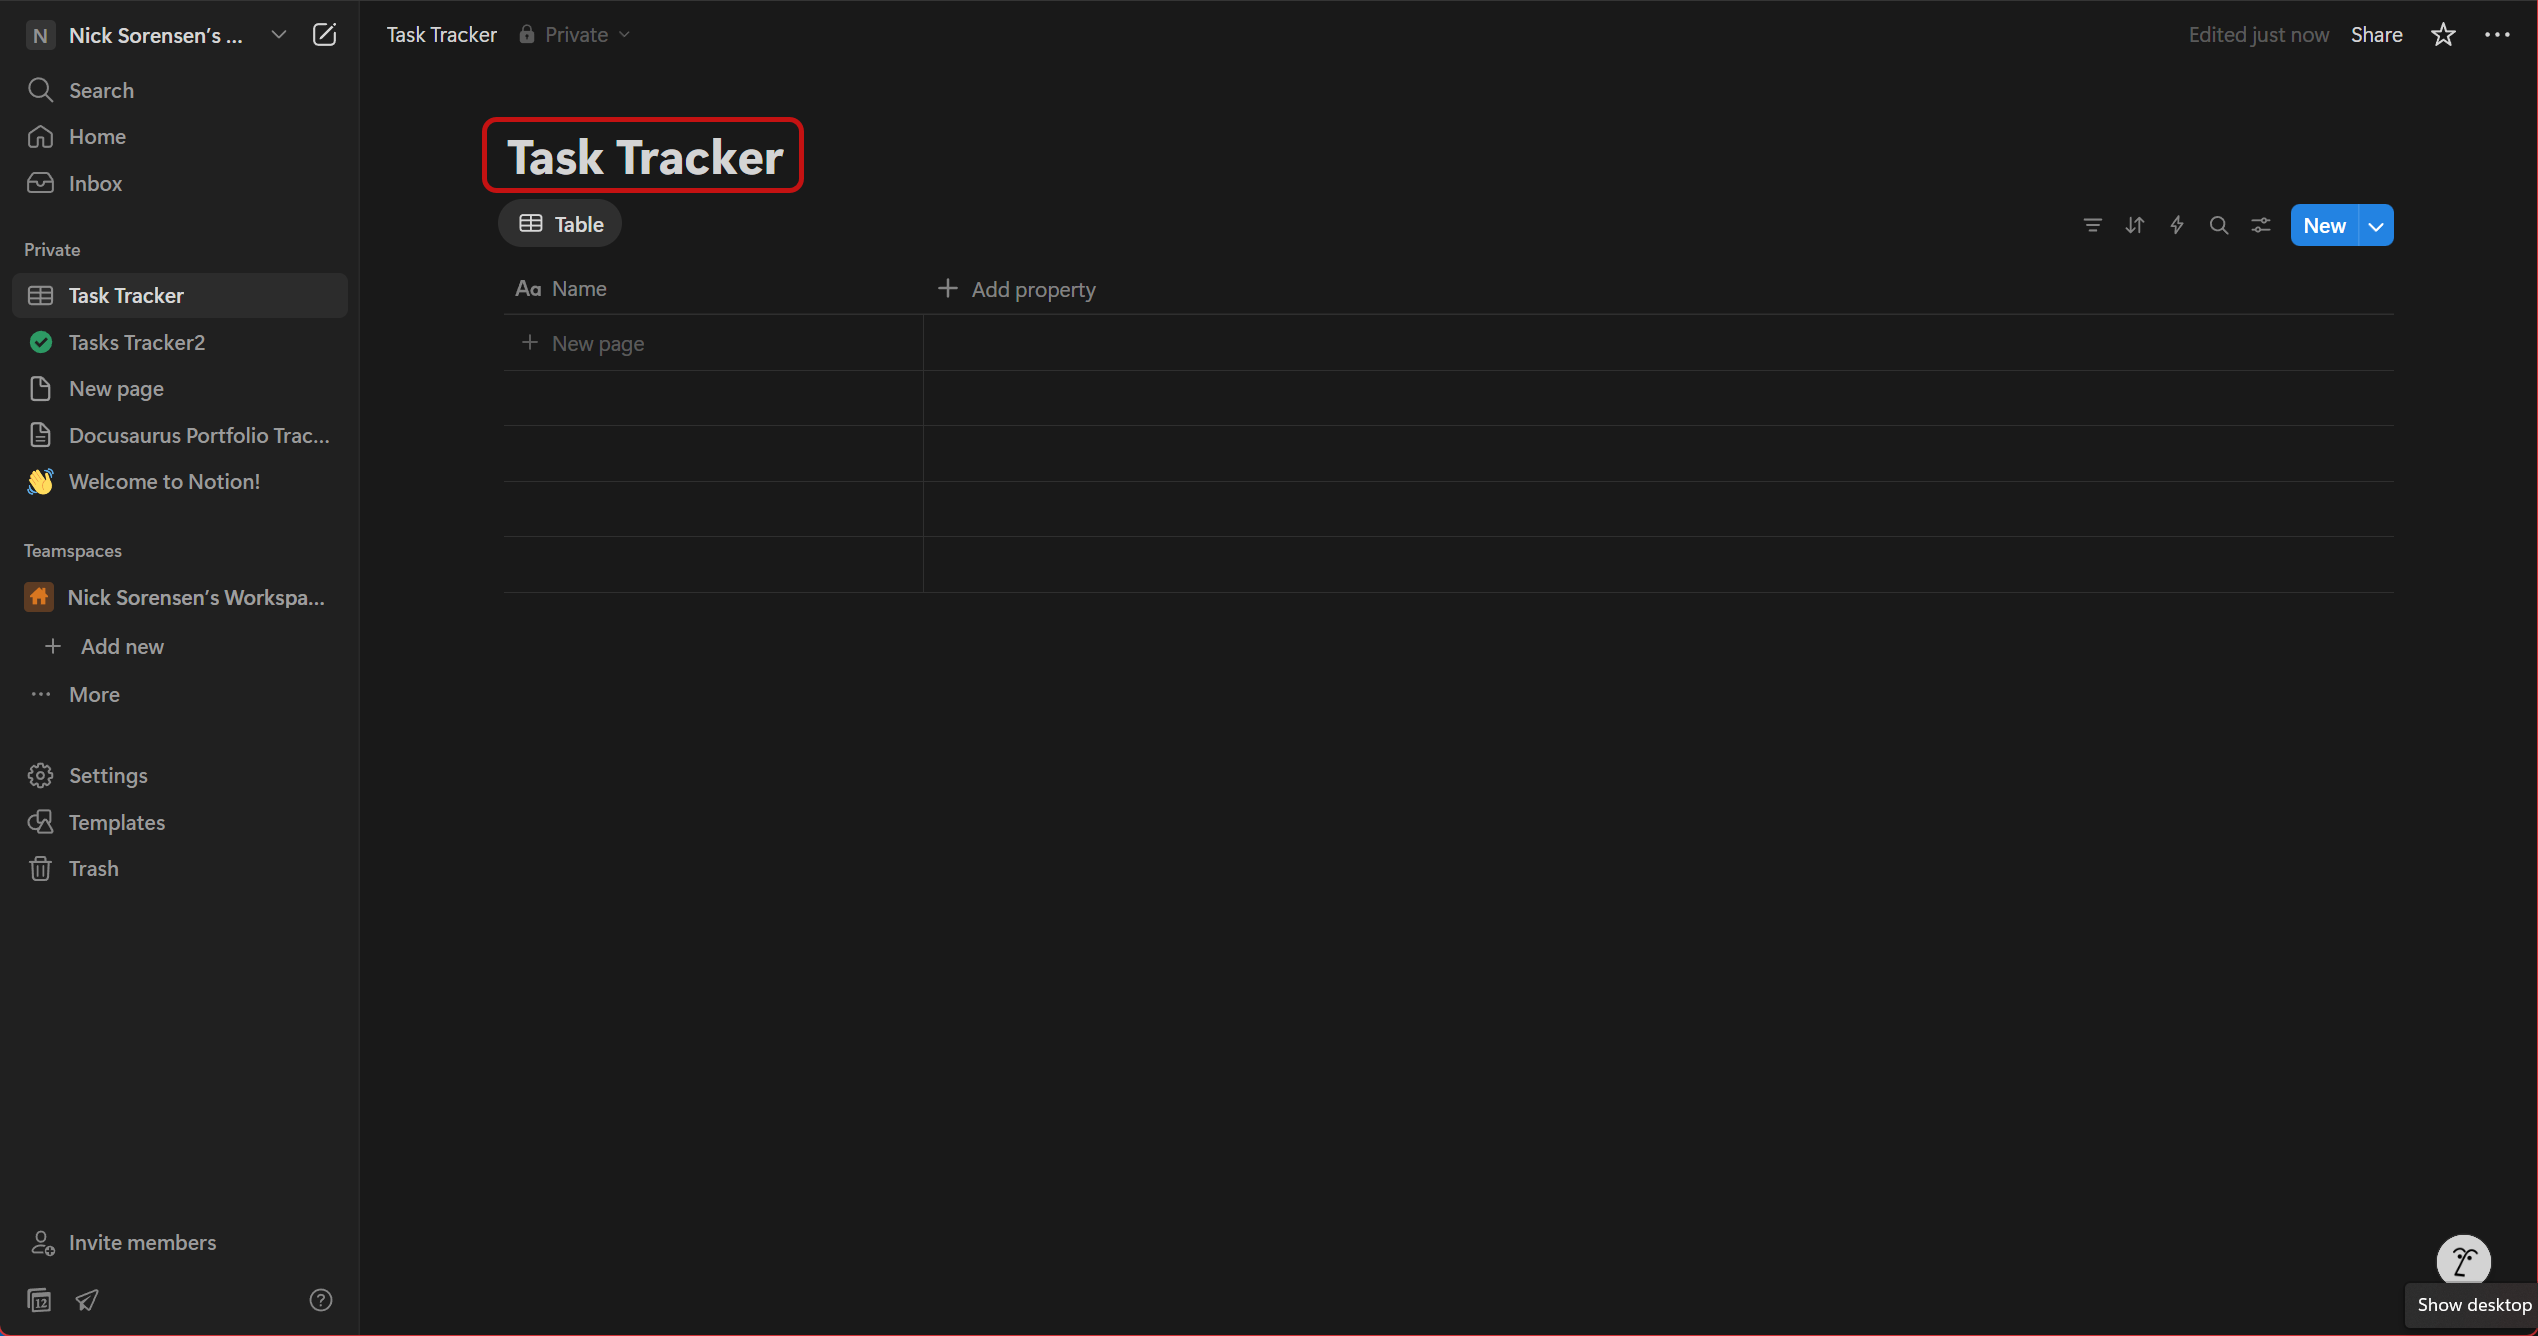 N Nick Sorensen's ...
Search
Home
Inbox
Private
Task Tracker
Tasks Tracker2
New page
Docusaurus Portfolio Trac...
Welcome to Notion!
Teamspaces
Nick Sorensen's Workspa...
Add new
More
Settings
Templates
Trash
Invite members
12
?
Task Tracker Private
Edited just now Share
Task Tracker
Table
New
Aa Name
Add property
New page
Show desktop